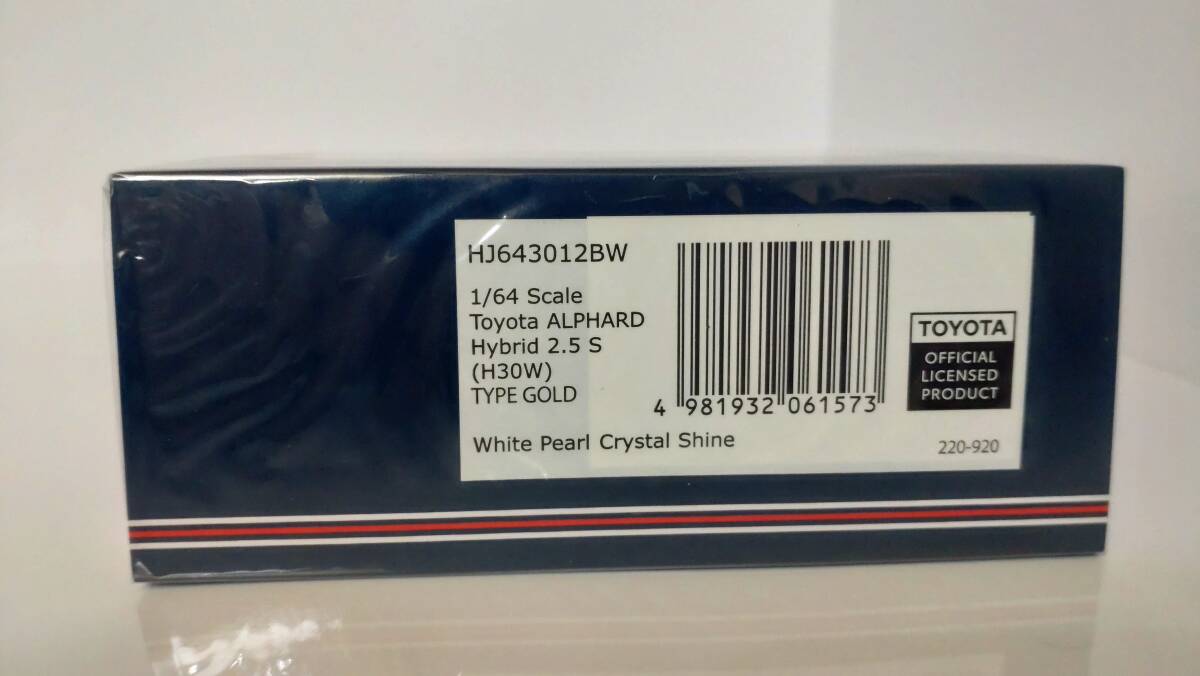 HJ643012BW
1/64 Scale
Toyota ALPHARD
Hybrid 2.5 S
(H30W)
TYPE GOLD
White Pearl Crystal Shine
4 981932 061573
TOYOTA
OFFICIAL
LICENSED
PRODUCT
220-920